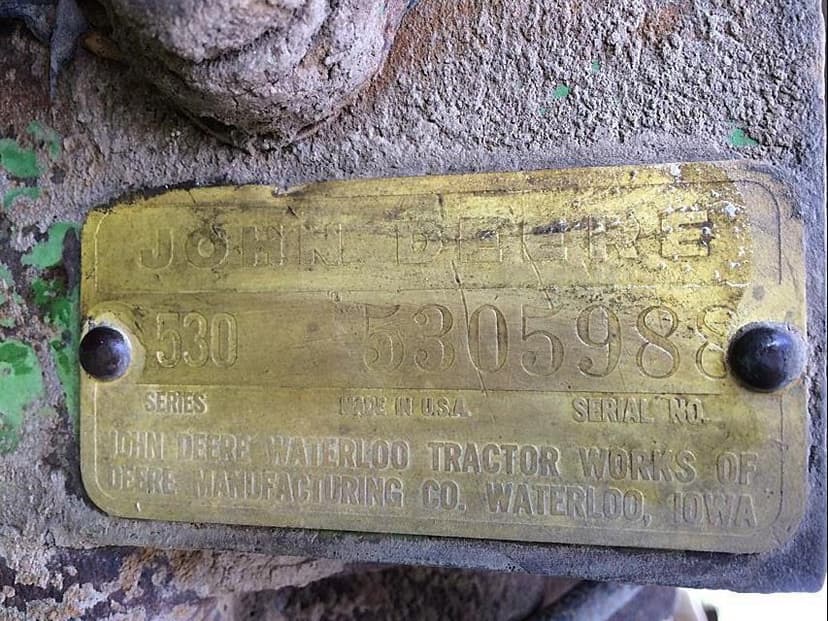 JOHN DEERE
530 5305988
SERIES MADE IN U.S.A. SERIAL NO.
JOHN DEERE WATERLOO TRACTOR WORKS OF
DEERE MANUFACTURING CO. WATERLOO, IOWA